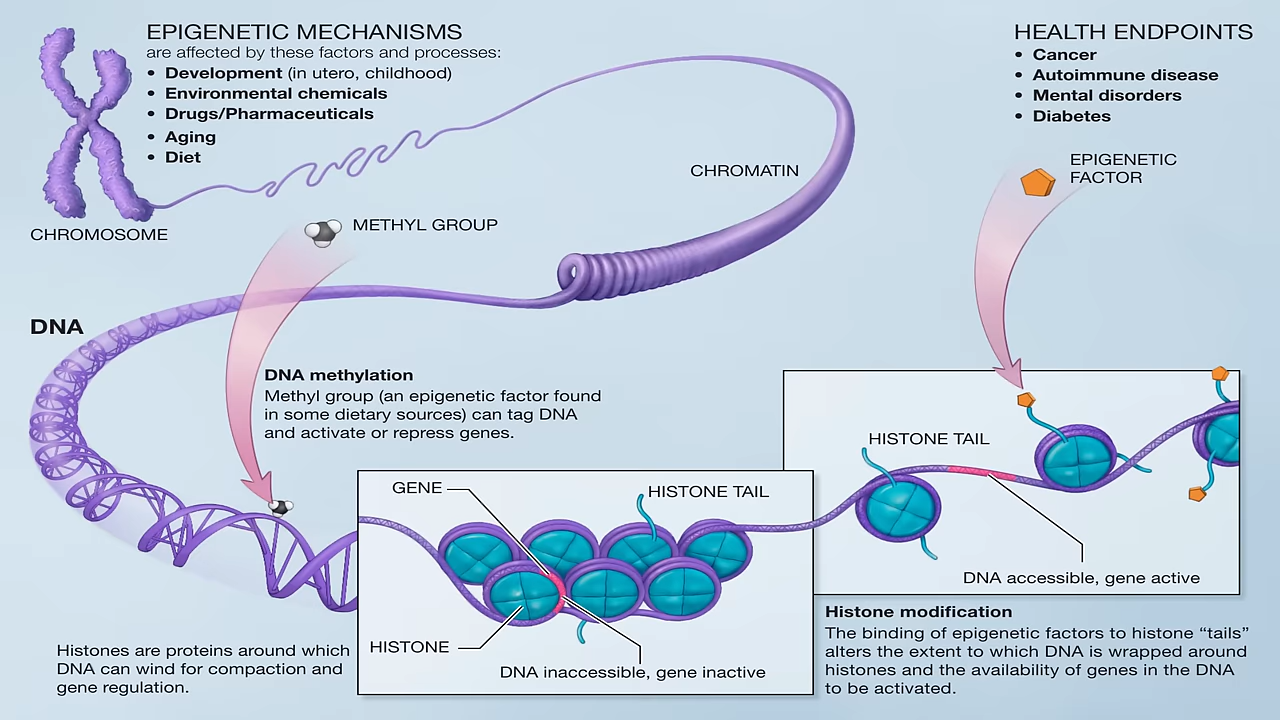 EPIGENETIC MECHANISMS
are affected by these factors and processes:
• Development (in utero, childhood)
• Environmental chemicals
• Drugs/Pharmaceuticals
• Aging
• Diet
HEALTH ENDPOINTS
• Cancer
• Autoimmune disease
• Mental disorders
• Diabetes
CHROMOSOME
METHYL GROUP
CHROMATIN
EPIGENETIC
FACTOR
DNA
DNA methylation
Methyl group (an epigenetic factor found
in some dietary sources) can tag DNA
and activate or repress genes.
HISTONE TAIL
GENE
HISTONE TAIL
DNA accessible, gene active
HISTONE
DNA inaccessible, gene inactive
Histones are proteins around which
DNA can wind for compaction and
gene regulation.
Histone modification
The binding of epigenetic factors to histone “tails”
alters the extent to which DNA is wrapped around
histones and the availability of genes in the DNA
to be activated.